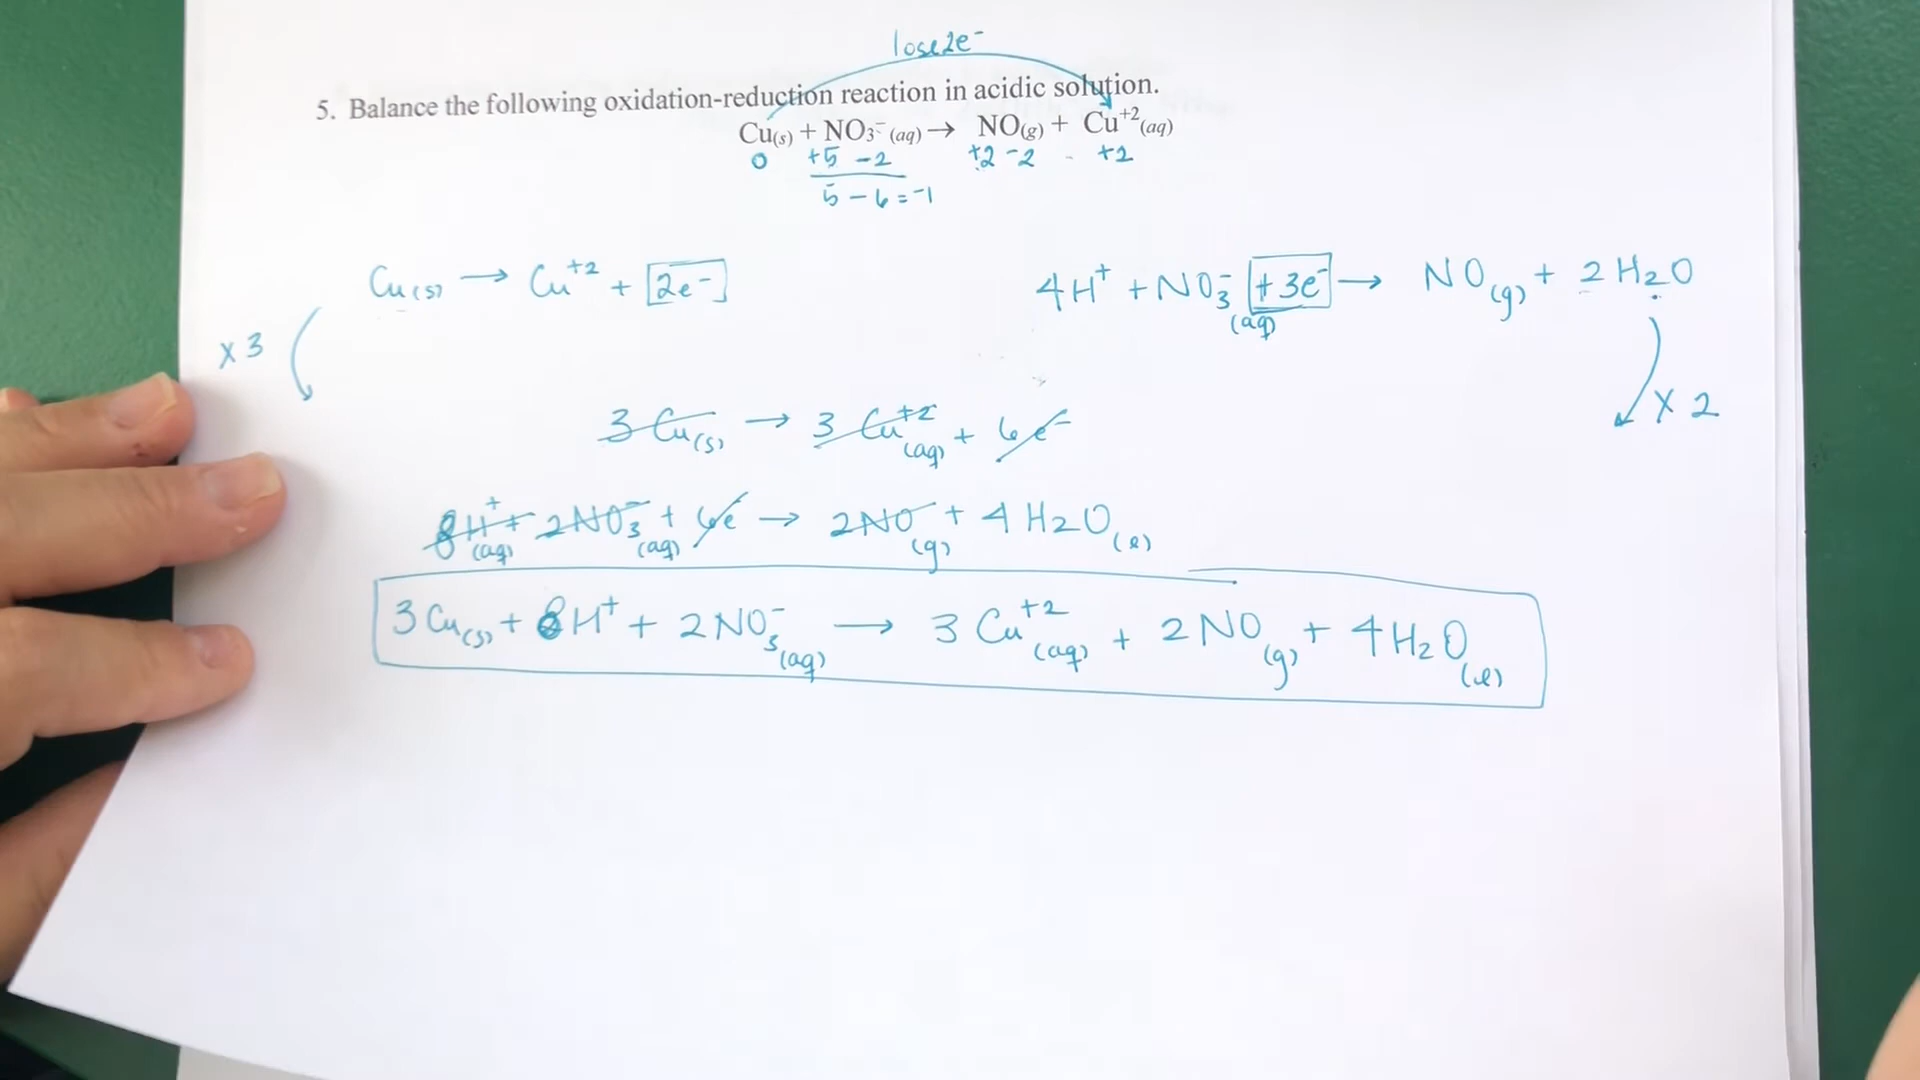 lose 2e⁻
5. Balance the following oxidation-reduction reaction in acidic solution.
Cu(s) + NO₃⁻ (aq) → NO(g) + Cu⁺²(aq)
0 +5 -2 +2 -2 +2
5 - 6 = -1
Cu(s) → Cu⁺² + 2e⁻
4H⁺ + NO₃⁻(aq) + 3e⁻ → NO(g) + 2H₂O
x 3
x 2
3 Cu(s) → 3 Cu⁺²(aq) + 6e⁻
8H⁺(aq) + 2NO₃⁻(aq) + 6e → 2NO(g) + 4H₂O(l)
3 Cu(s) + 8H⁺ + 2NO₃⁻(aq) → 3 Cu⁺²(aq) + 2NO(g) + 4H₂O(l)